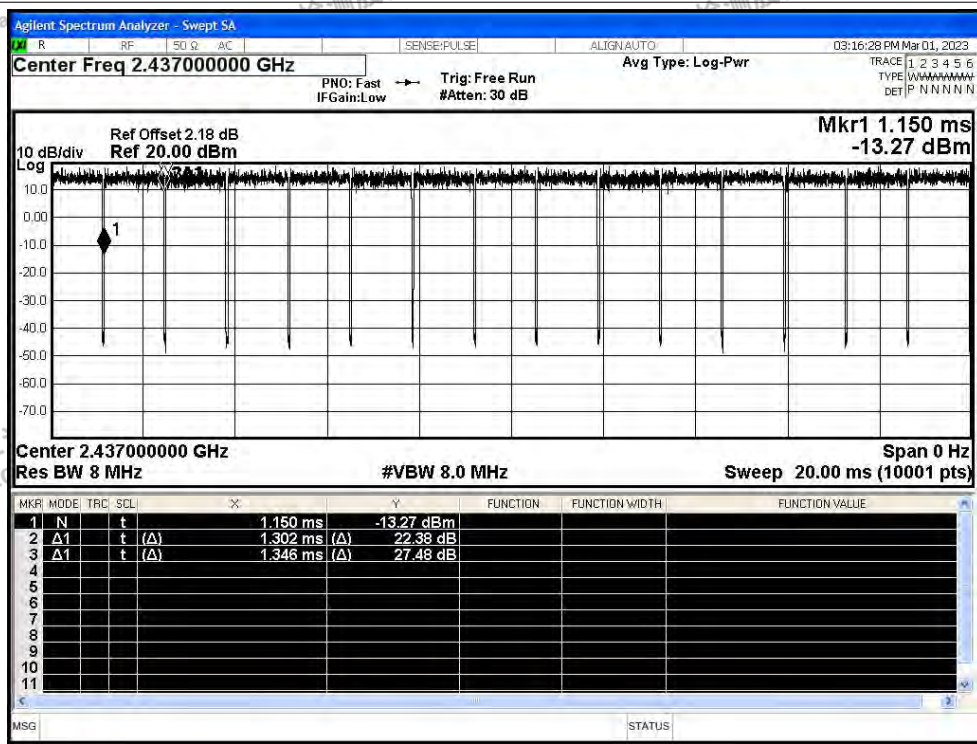 Agilent Spectrum Analyzer - Swept SA
R RF 50 Ω AC SENSE:PULSE ALIGN AUTO 03:16:28 PM Mar 01, 2023
Center Freq 2.437000000 GHz Avg Type: Log-Pwr TRACE 1 2 3 4 5 6
PNO: Fast Trig: Free Run TYPE WWWWWW
IFGain:Low #Atten: 30 dB DET P N N N N N
Mkr1 1.150 ms
Ref Offset 2.18 dB
10 dB/div Ref 20.00 dBm -13.27 dBm
Log
10.0
0.00
1
-10.0
-20.0
-30.0
-40.0
-50.0
-60.0
-70.0
Center 2.437000000 GHz Span 0 Hz
Res BW 8 MHz #VBW 8.0 MHz Sweep 20.00 ms (10001 pts)
MKR MODE TRC SCL X Y FUNCTION FUNCTION WIDTH FUNCTION VALUE
1 N t 1.150 ms -13.27 dBm
2 Δ1 t (Δ) 1.302 ms (Δ) 22.38 dB
3 Δ1 t (Δ) 1.346 ms (Δ) 27.48 dB
4
5
6
7
8
9
10
11
MSG STATUS